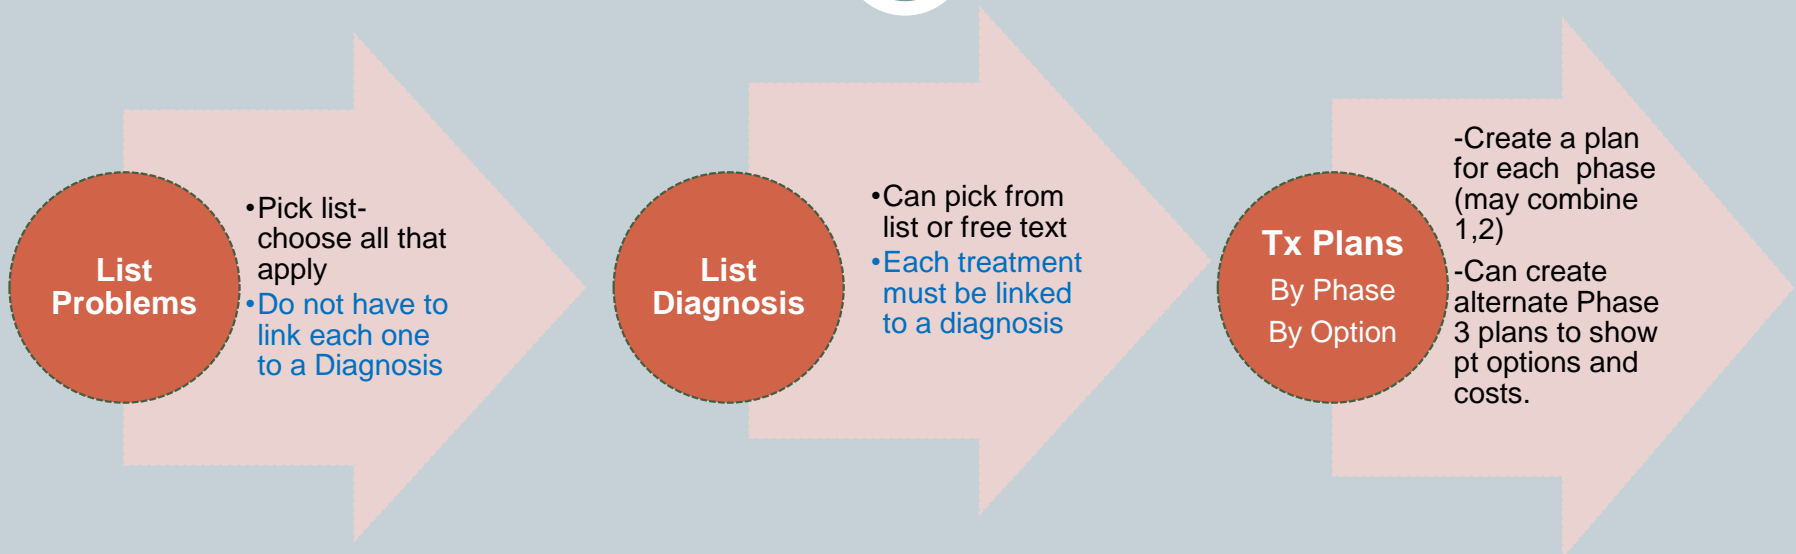 List
Problems
•Pick list-
choose all that
apply
•Do not have to
link each one
to a Diagnosis
List
Diagnosis
•Can pick from
list or free text
•Each treatment
must be linked
to a diagnosis
Tx Plans
By Phase
By Option
-Create a plan
for each phase
(may combine
1,2)
-Can create
alternate Phase
3 plans to show
pt options and
costs.